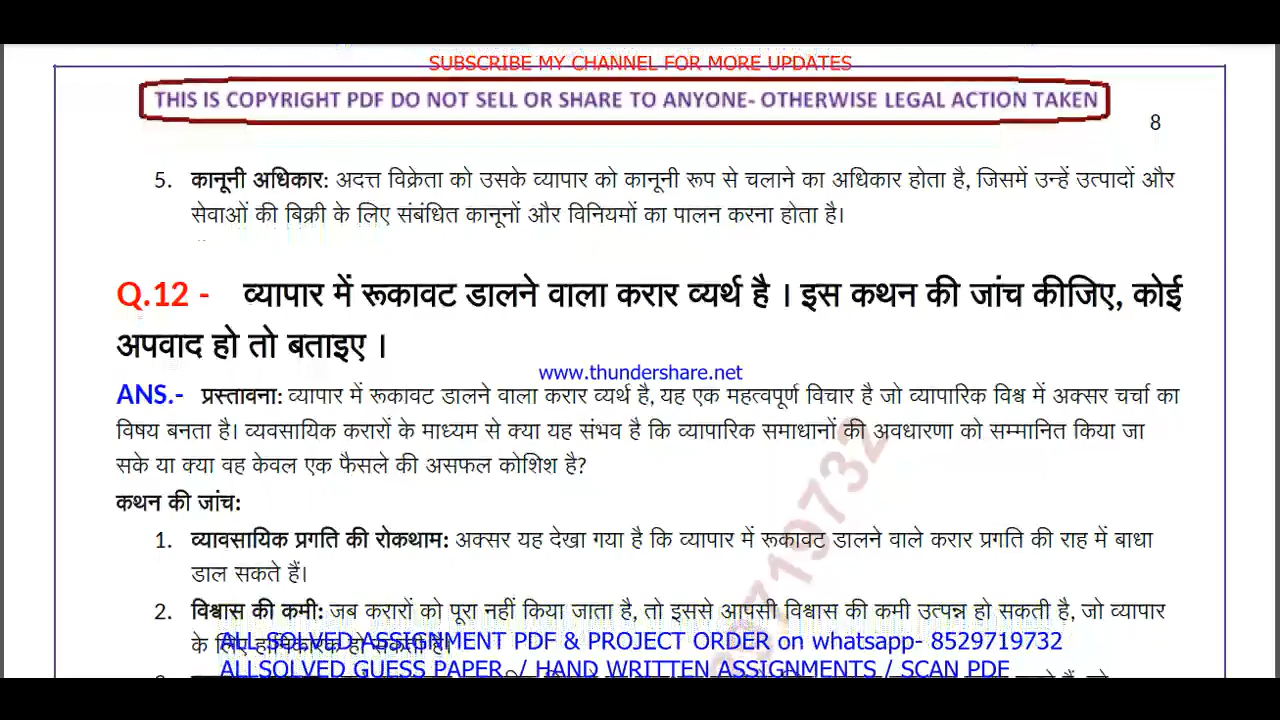 SUBSCRIBE MY CHANNEL FOR MORE UPDATES
THIS IS COPYRIGHT PDF DO NOT SELL OR SHARE TO ANYONE- OTHERWISE LEGAL ACTION TAKEN
8
5. कानूनी अधिकार: अदत्त विक्रेता को उसके व्यापार को कानूनी रूप से चलाने का अधिकार होता है, जिसमें उन्हें उत्पादों और
सेवाओं की बिक्री के लिए संबंधित कानूनों और विनियमों का पालन करना होता है।
Q.12 - व्यापार में रूकावट डालने वाला करार व्यर्थ है । इस कथन की जांच कीजिए, कोई
अपवाद हो तो बताइए ।
www.thundershare.net
ANS.- प्रस्तावना: व्यापार में रूकावट डालने वाला करार व्यर्थ है, यह एक महत्वपूर्ण विचार है जो व्यापारिक विश्व में अक्सर चर्चा का
विषय बनता है। व्यवसायिक करारों के माध्यम से क्या यह संभव है कि व्यापारिक समाधानों की अवधारणा को सम्मानित किया जा
सके या क्या वह केवल एक फैसले की असफल कोशिश है?
कथन की जांच:
1. व्यावसायिक प्रगति की रोकथाम: अक्सर यह देखा गया है कि व्यापार में रूकावट डालने वाले करार प्रगति की राह में बाधा
डाल सकते हैं।
2. विश्वास की कमी: जब करारों को पूरा नहीं किया जाता है, तो इससे आपसी विश्वास की कमी उत्पन्न हो सकती है, जो व्यापार
के लिए हानिकारक हो सकती है।
ALL SOLVED ASSIGNMENT PDF & PROJECT ORDER on whatsapp- 8529719732
ALLSOLVED GUESS PAPER / HAND WRITTEN ASSIGNMENTS / SCAN PDF